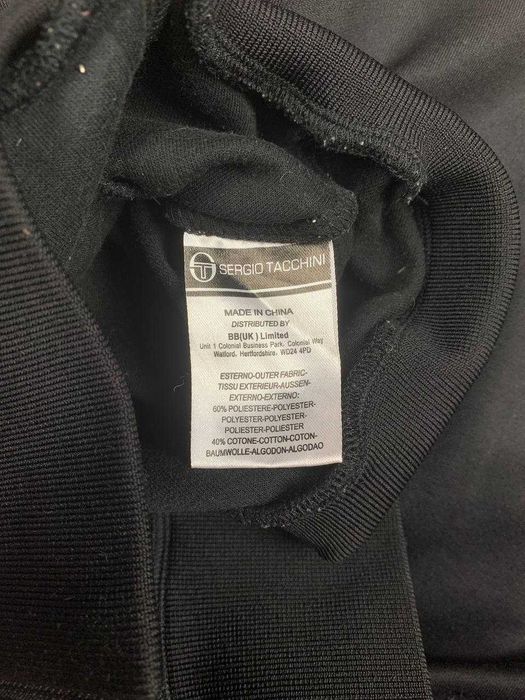 SERGIO TACCHINI
MADE IN CHINA
DISTRIBUTED BY
BB(UK ) Limited
Unit 1 Colonial Business Park, Colonial Way
Watford, Hertfordshire, WD24 4PD
ESTERNO-OUTER FABRIC-
TISSU EXTERIEUR-AUSSEN-
EXTERNO-EXTERNO:
60% POLIESTERE-POLYESTER-
POLYESTER-POLYESTER-
POLIESTER-POLIESTER
40% COTONE-COTTON-COTON-
BAUMWOLLE-ALGODON-ALGODAO